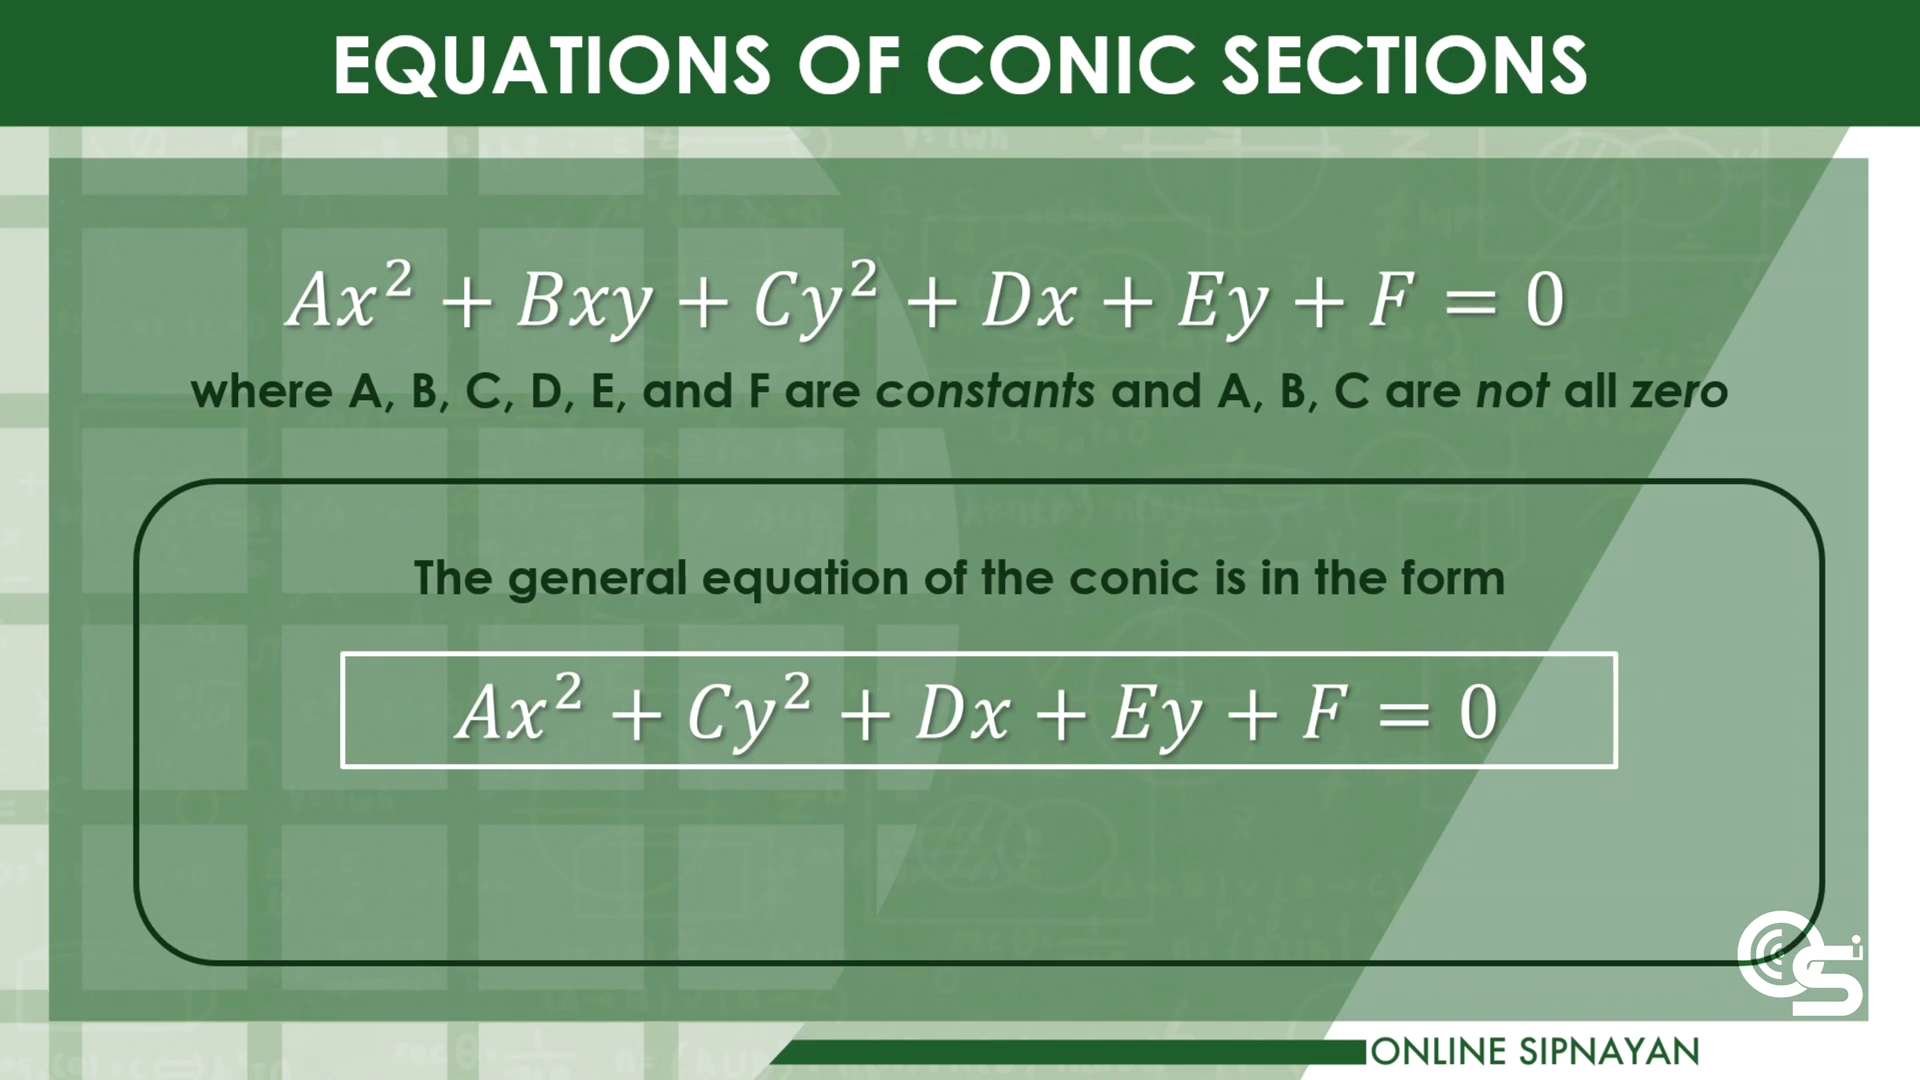 EQUATIONS OF CONIC SECTIONS
Ax² + Bxy + Cy² + Dx + Ey + F = 0
where A, B, C, D, E, and F are constants and A, B, C are not all zero
The general equation of the conic is in the form
Ax² + Cy² + Dx + Ey + F = 0
ONLINE SIPNAYAN